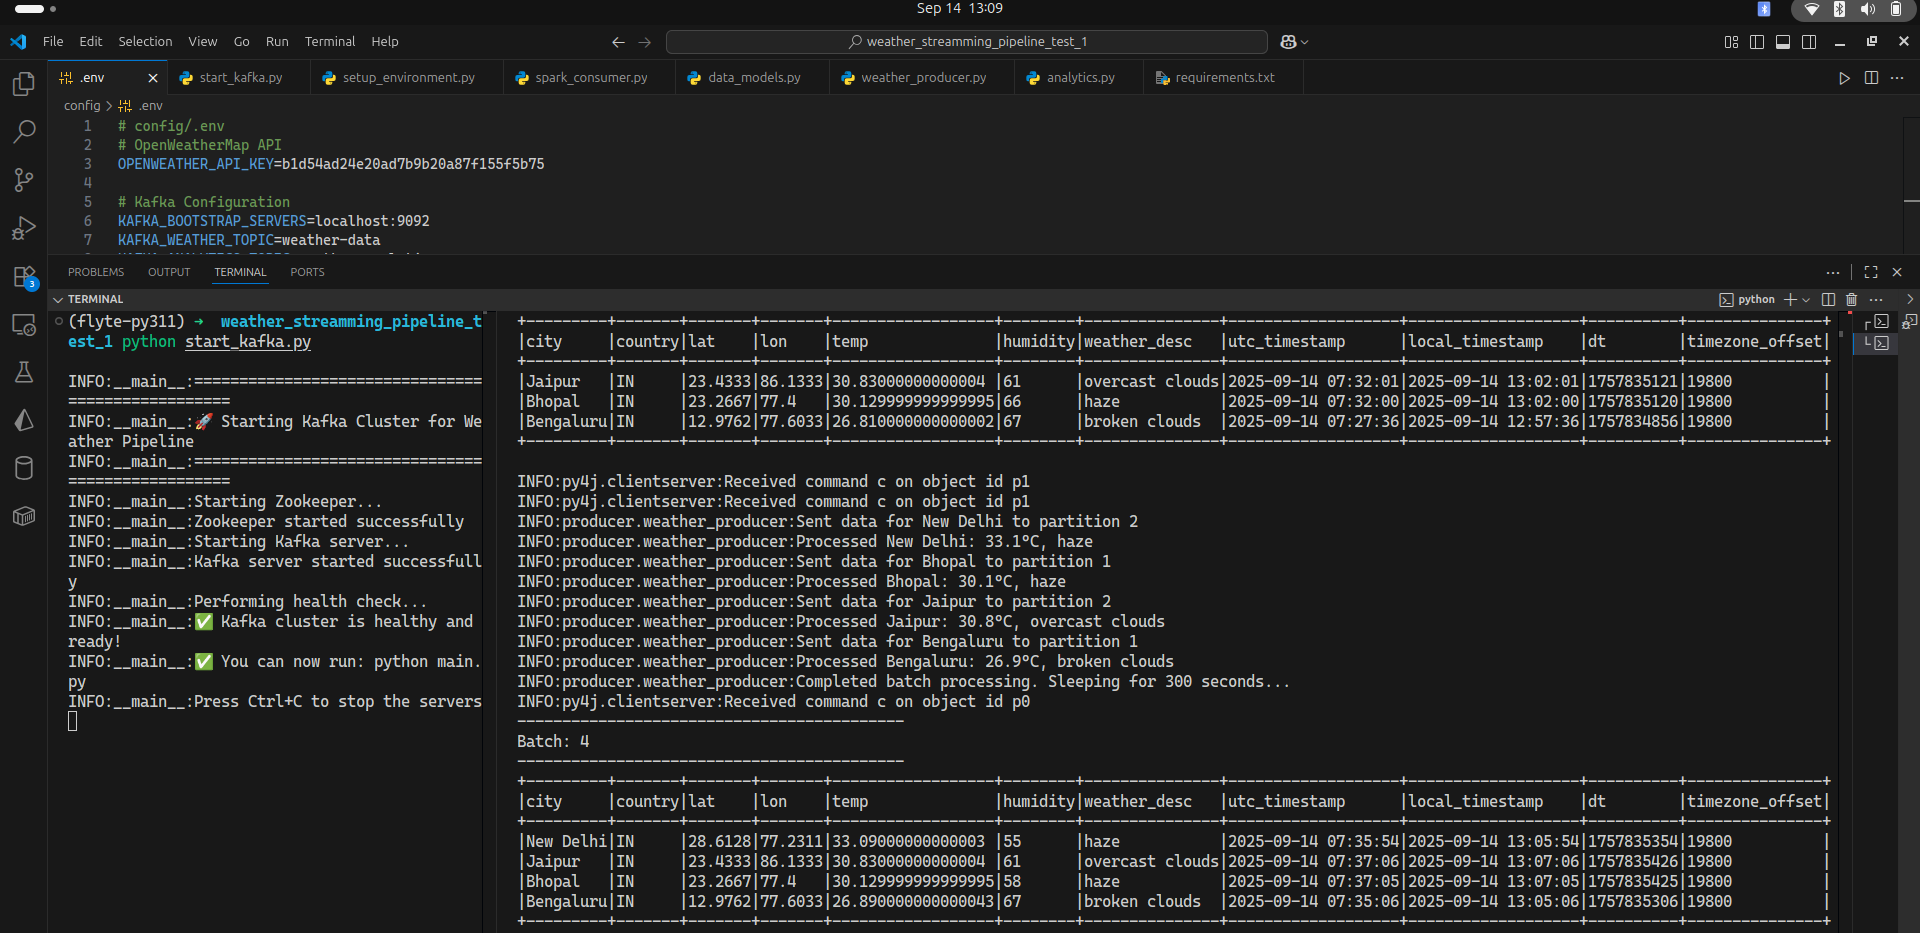 Sep 14 13:09
File Edit Selection View Go Run Terminal Help
weather_streamming_pipeline_test_1
.env
start_kafka.py
setup_environment.py
spark_consumer.py
data_models.py
weather_producer.py
analytics.py
requirements.txt
config > .env
1 # config/.env
2 # OpenWeatherMap API
3 OPENWEATHER_API_KEY=b1d54ad24e20ad7b9b20a87f155f5b75
4
5 # Kafka Configuration
6 KAFKA_BOOTSTRAP_SERVERS=localhost:9092
7 KAFKA_WEATHER_TOPIC=weather-data
PROBLEMS OUTPUT TERMINAL PORTS
3
TERMINAL
python
(flyte-py311) → weather_streamming_pipeline_t
est_1 python start_kafka.py
INFO:__main__:================================
==================
INFO:__main__:🚀 Starting Kafka Cluster for We
ather Pipeline
INFO:__main__:================================
==================
INFO:__main__:Starting Zookeeper...
INFO:__main__:Zookeeper started successfully
INFO:__main__:Starting Kafka server...
INFO:__main__:Kafka server started successfull
y
INFO:__main__:Performing health check...
INFO:__main__:✅ Kafka cluster is healthy and
ready!
INFO:__main__:✅ You can now run: python main.
py
INFO:__main__:Press Ctrl+C to stop the servers
+---------+-------+-------+-------+------------------+--------+---------------+-------------------+-------------------+----------+---------------+
|city     |country|lat    |lon    |temp              |humidity|weather_desc   |utc_timestamp      |local_timestamp    |dt        |timezone_offset|
+---------+-------+-------+-------+------------------+--------+---------------+-------------------+-------------------+----------+---------------+
|Jaipur   |IN     |23.4333|86.1333|30.83000000000004 |61      |overcast clouds|2025-09-14 07:32:01|2025-09-14 13:02:01|1757835121|19800          |
|Bhopal   |IN     |23.2667|77.4   |30.129999999999995|66      |haze           |2025-09-14 07:32:00|2025-09-14 13:02:00|1757835120|19800          |
|Bengaluru|IN     |12.9762|77.6033|26.810000000000002|67      |broken clouds  |2025-09-14 07:27:36|2025-09-14 12:57:36|1757834856|19800          |
+---------+-------+-------+-------+------------------+--------+---------------+-------------------+-------------------+----------+---------------+
INFO:py4j.clientserver:Received command c on object id p1
INFO:py4j.clientserver:Received command c on object id p1
INFO:producer.weather_producer:Sent data for New Delhi to partition 2
INFO:producer.weather_producer:Processed New Delhi: 33.1°C, haze
INFO:producer.weather_producer:Sent data for Bhopal to partition 1
INFO:producer.weather_producer:Processed Bhopal: 30.1°C, haze
INFO:producer.weather_producer:Sent data for Jaipur to partition 2
INFO:producer.weather_producer:Processed Jaipur: 30.8°C, overcast clouds
INFO:producer.weather_producer:Sent data for Bengaluru to partition 1
INFO:producer.weather_producer:Processed Bengaluru: 26.9°C, broken clouds
INFO:producer.weather_producer:Completed batch processing. Sleeping for 300 seconds...
INFO:py4j.clientserver:Received command c on object id p0
-------------------------------------------
Batch: 4
-------------------------------------------
+---------+-------+-------+-------+------------------+--------+---------------+-------------------+-------------------+----------+---------------+
|city     |country|lat    |lon    |temp              |humidity|weather_desc   |utc_timestamp      |local_timestamp    |dt        |timezone_offset|
+---------+-------+-------+-------+------------------+--------+---------------+-------------------+-------------------+----------+---------------+
|New Delhi|IN     |28.6128|77.2311|33.09000000000003 |55      |haze           |2025-09-14 07:35:54|2025-09-14 13:05:54|1757835354|19800          |
|Jaipur   |IN     |23.4333|86.1333|30.83000000000004 |61      |overcast clouds|2025-09-14 07:37:06|2025-09-14 13:07:06|1757835426|19800          |
|Bhopal   |IN     |23.2667|77.4   |30.129999999999995|58      |haze           |2025-09-14 07:37:05|2025-09-14 13:07:05|1757835425|19800          |
|Bengaluru|IN     |12.9762|77.6033|26.890000000000043|67      |broken clouds  |2025-09-14 07:35:06|2025-09-14 13:05:06|1757835306|19800          |
+---------+-------+-------+-------+------------------+--------+---------------+-------------------+-------------------+----------+---------------+